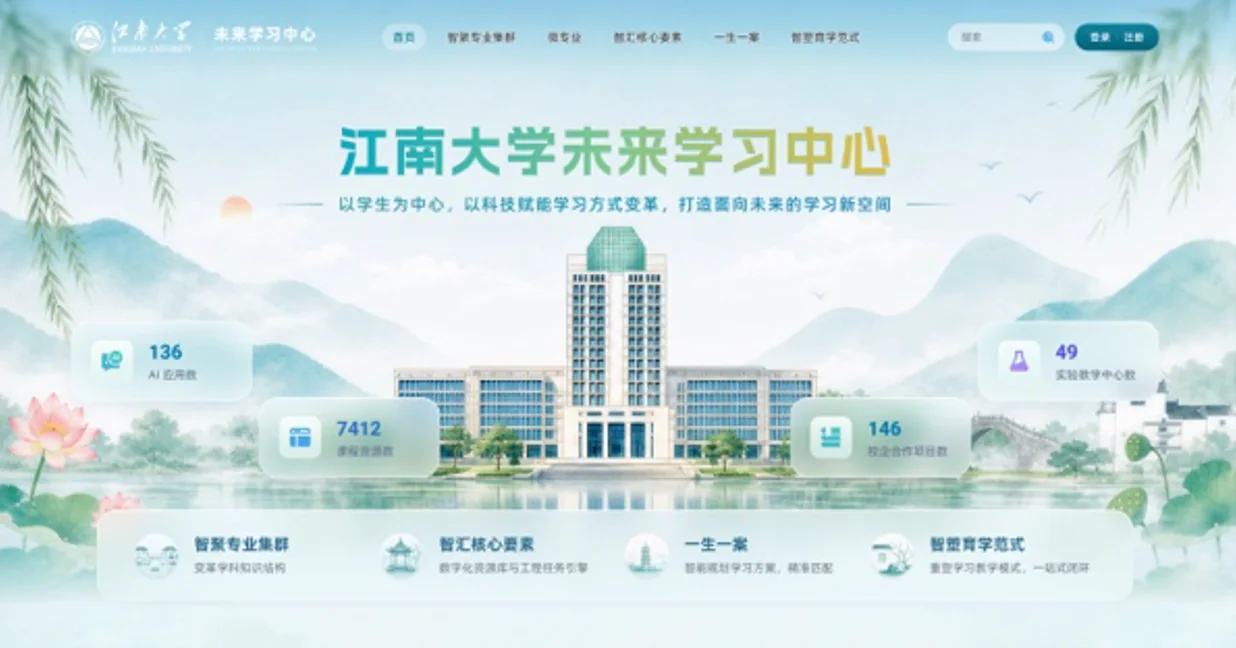 江南大学
JIANGNAN UNIVERSITY
未来学习中心
首页
智聚专业集群
微专业
智汇核心要素
一生一案
智塑育学范式
搜索
登录 注册
江南大学未来学习中心
以学生为中心，以科技赋能学习方式变革，打造面向未来的学习新空间
136
AI 应用数
49
实验教学中心数
7412
课程资源数
146
校企合作项目数
智聚专业集群
变革学科知识结构
智汇核心要素
数字化资源库与工程任务引擎
一生一案
智能规划学习方案，精准匹配
智塑育学范式
重塑学习教学模式，一站式闭环